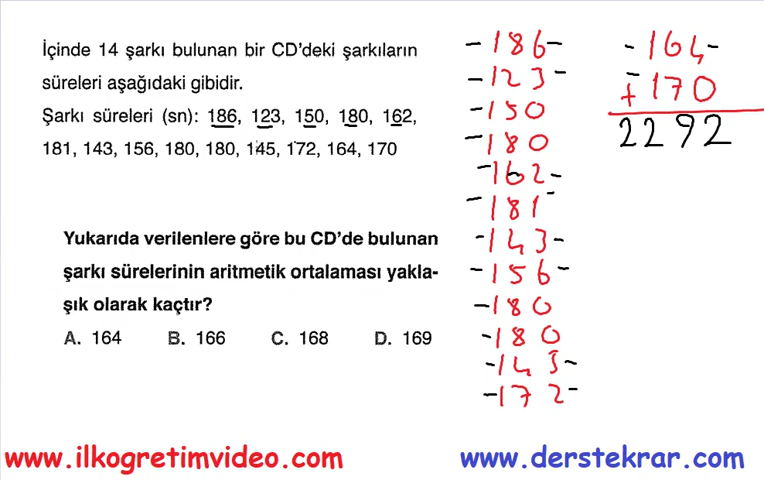 İçinde 14 şarkı bulunan bir CD'deki şarkıların
süreleri aşağıdaki gibidir.
Şarkı süreleri (sn): 186, 123, 150, 180, 162,
181, 143, 156, 180, 180, 145, 172, 164, 170
Yukarıda verilenlere göre bu CD'de bulunan
şarkı sürelerinin aritmetik ortalaması yakla-
şık olarak kaçtır?
A. 164 B. 166 C. 168 D. 169
186
123
150
180
162
181
143
156
180
180
145
172
164
+ 170
2292
www.ilkogretimvideo.com
www.derstekrar.com